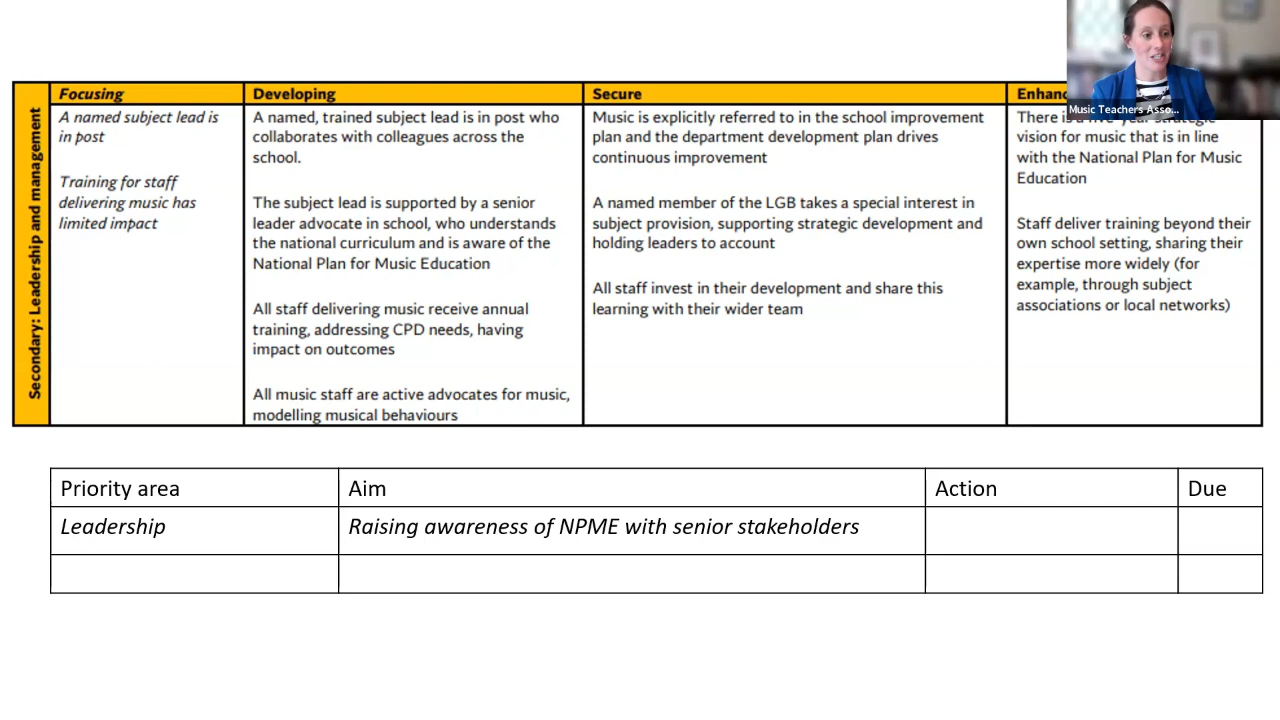 Music Teachers Asso...
Secondary: Leadership and management
Focusing
A named subject lead is
in post
Training for staff
delivering music has
limited impact
Developing
A named, trained subject lead is in post who
collaborates with colleagues across the
school.
The subject lead is supported by a senior
leader advocate in school, who understands
the national curriculum and is aware of the
National Plan for Music Education
All staff delivering music receive annual
training, addressing CPD needs, having
impact on outcomes
All music staff are active advocates for music,
modelling musical behaviours
Secure
Music is explicitly referred to in the school improvement
plan and the department development plan drives
continuous improvement
A named member of the LGB takes a special interest in
subject provision, supporting strategic development and
holding leaders to account
All staff invest in their development and share this
learning with their wider team
Enhanc
There is a five-year strategic
vision for music that is in line
with the National Plan for Music
Education
Staff deliver training beyond their
own school setting, sharing their
expertise more widely (for
example, through subject
associations or local networks)
Priority area Aim Action Due
Leadership Raising awareness of NPME with senior stakeholders